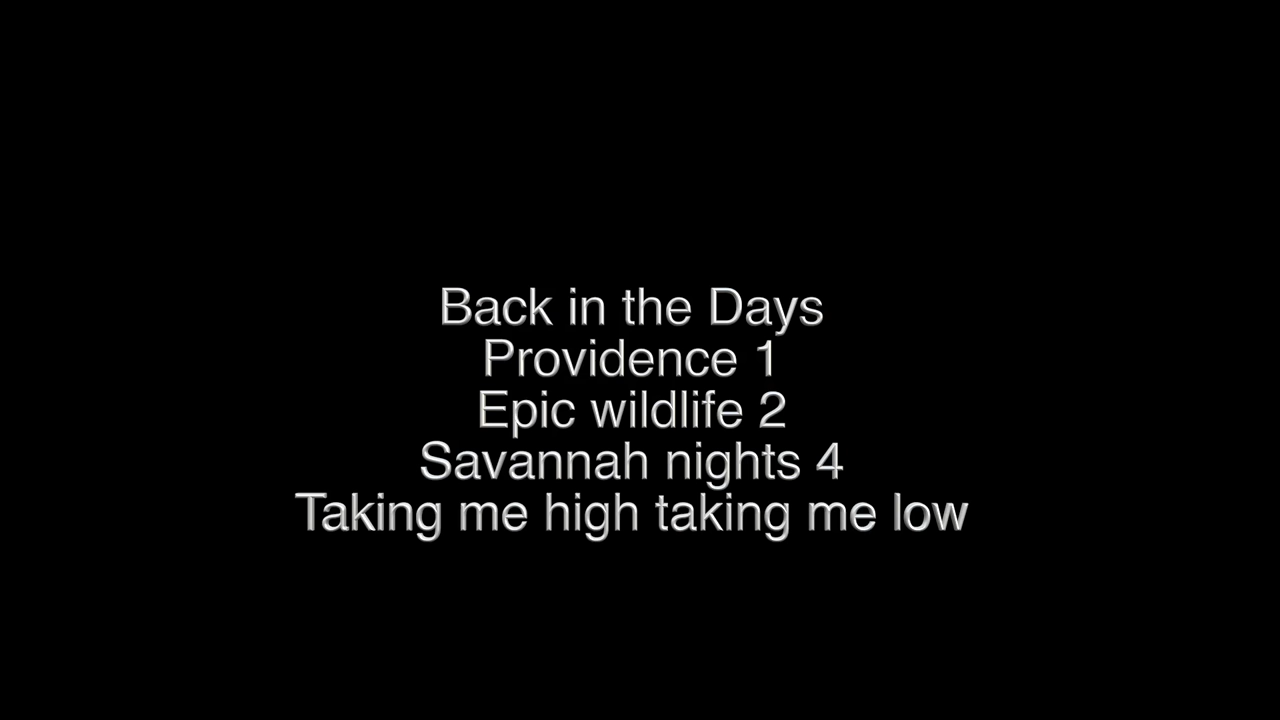 Back in the Days
Providence 1
Epic wildlife 2
Savannah nights 4
Taking me high taking me low